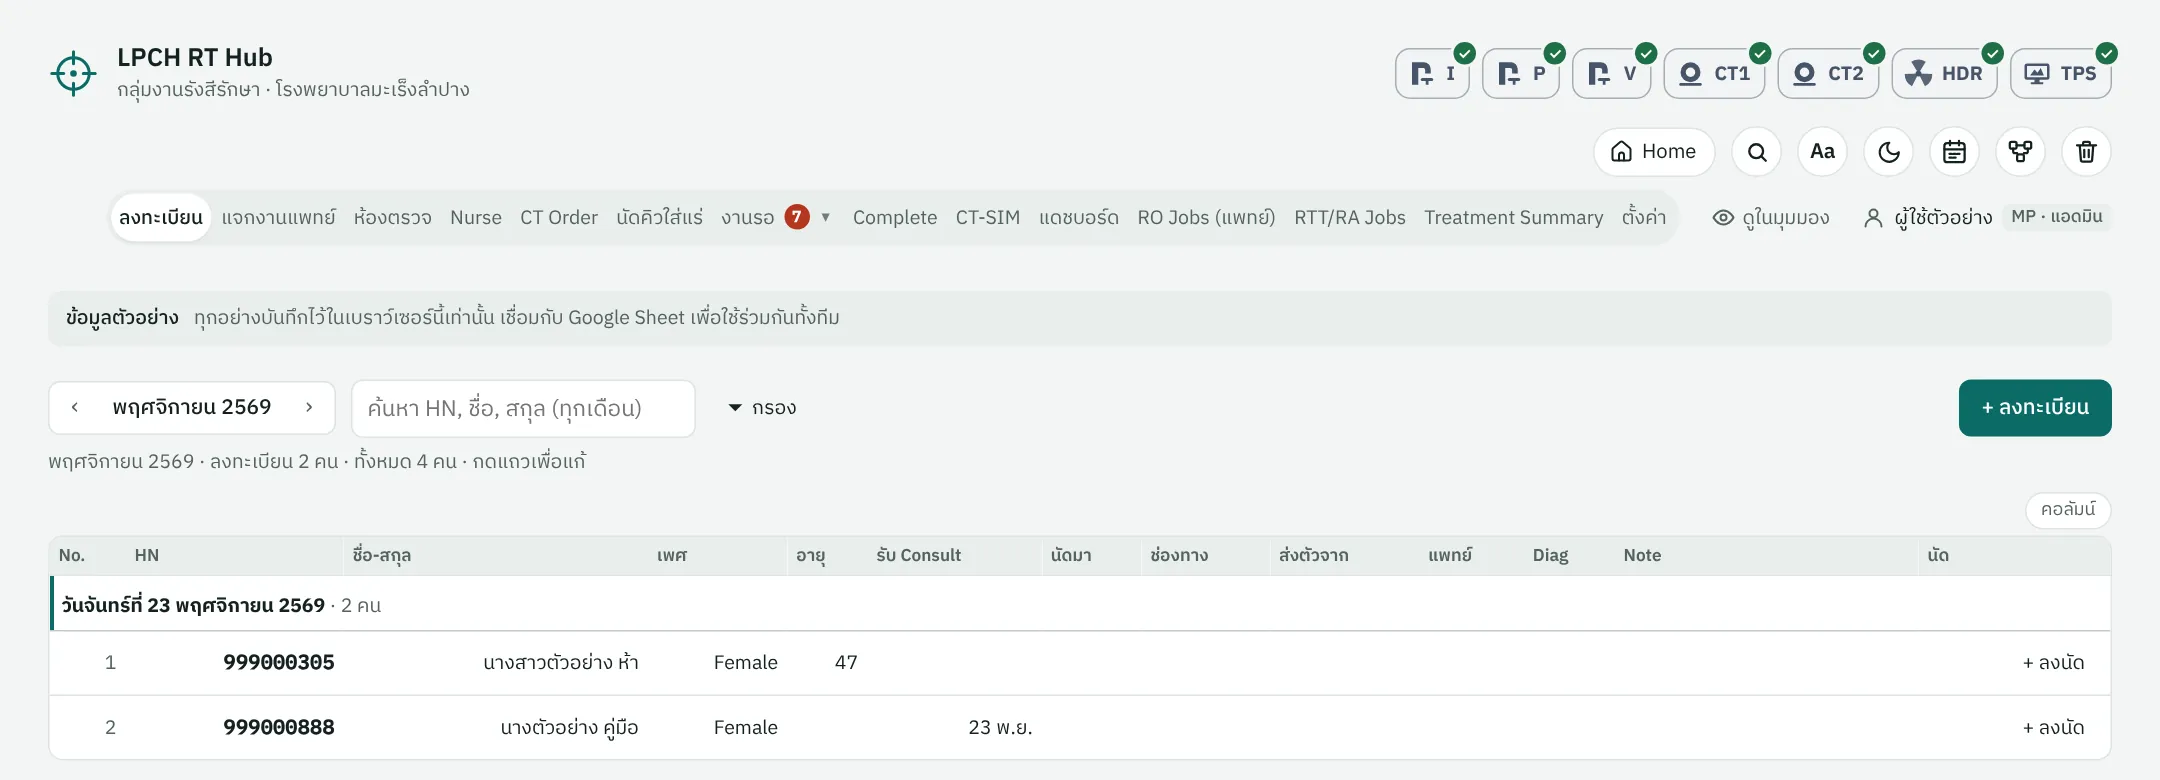 LPCH RT Hub
กลุ่มงานรังสีรักษา · โรงพยาบาลมะเร็งลำปาง
I P V CT1 CT2 HDR TPS
Home Aa
ลงทะเบียน แจกงานแพทย์ ห้องตรวจ Nurse CT Order นัดคิวใส่แร่ งานรอ 7 ▼ Complete CT-SIM แดชบอร์ด RO Jobs (แพทย์) RTT/RA Jobs Treatment Summary ตั้งค่า ดูในมุมมอง ผู้ใช้ตัวอย่าง MP · แอดมิน
ข้อมูลตัวอย่าง ทุกอย่างบันทึกไว้ในเบราว์เซอร์นี้เท่านั้น เชื่อมกับ Google Sheet เพื่อใช้ร่วมกันทั้งทีม
‹ พฤศจิกายน 2569 › ค้นหา HN, ชื่อ, สกุล (ทุกเดือน) ▼ กรอง + ลงทะเบียน
พฤศจิกายน 2569 · ลงทะเบียน 2 คน · ทั้งหมด 4 คน · กดแถวเพื่อแก้
คอลัมน์
No. HN ชื่อ-สกุล เพศ อายุ รับ Consult นัดมา ช่องทาง ส่งตัวจาก แพทย์ Diag Note นัด
วันจันทร์ที่ 23 พฤศจิกายน 2569 · 2 คน
1 999000305 นางสาวตัวอย่าง ห้า Female 47 + ลงนัด
2 999000888 นางตัวอย่าง คู่มือ Female 23 พ.ย. + ลงนัด